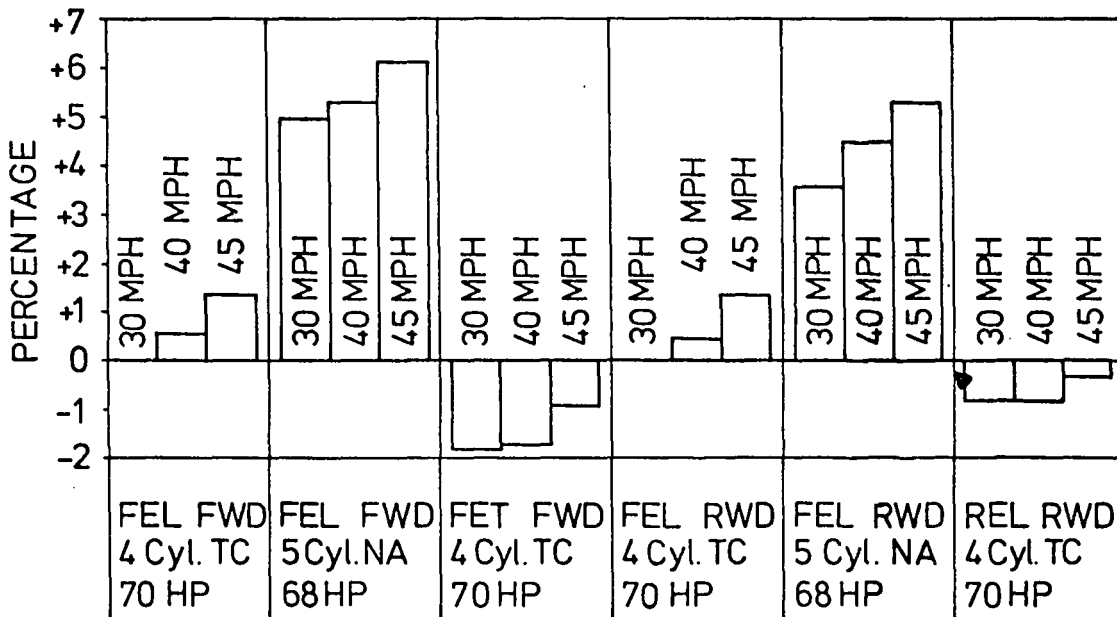 +7
+6
+5
+4
+3
+2
+1
0
-1
-2
PERCENTAGE
30 MPH
40 MPH
45 MPH
30 MPH
40 MPH
45 MPH
30 MPH
40 MPH
45 MPH
30 MPH
40 MPH
45 MPH
30 MPH
40 MPH
45 MPH
30 MPH
40 MPH
45 MPH
FEL FWD
4 Cyl. TC
70 HP
FEL FWD
5 Cyl. NA
68 HP
FET FWD
4 Cyl. TC
70 HP
FEL RWD
4 Cyl. TC
70 HP
FEL RWD
5 Cyl. NA
68 HP
REL RWD
4 Cyl. TC
70 HP